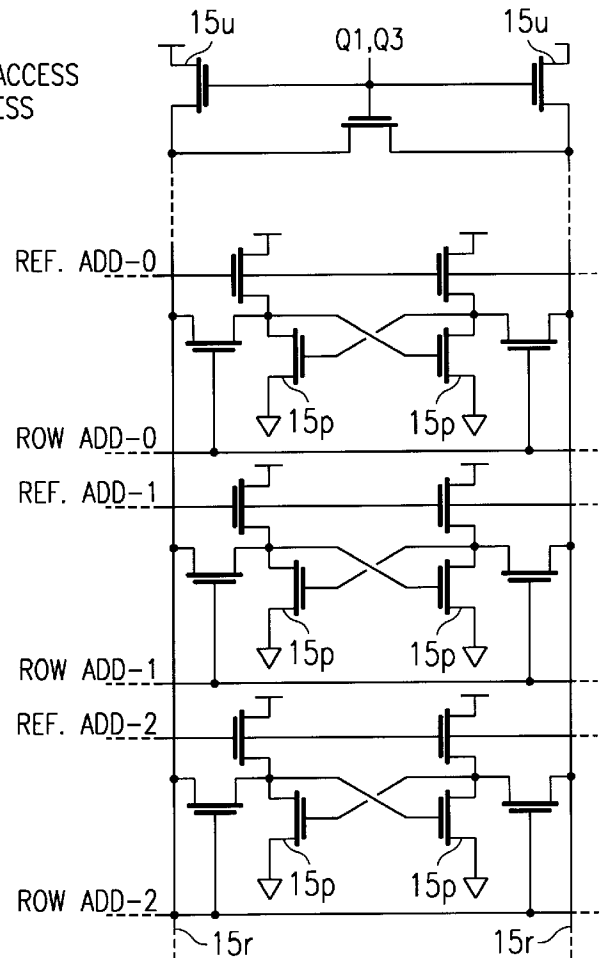 15u
15u
Q1,Q3
ACCESS
ESS
REF. ADD-0
15p
15p
ROW ADD-0
REF. ADD-1
15p
15p
ROW ADD-1
REF. ADD-2
15p
15p
ROW ADD-2
15r
15r